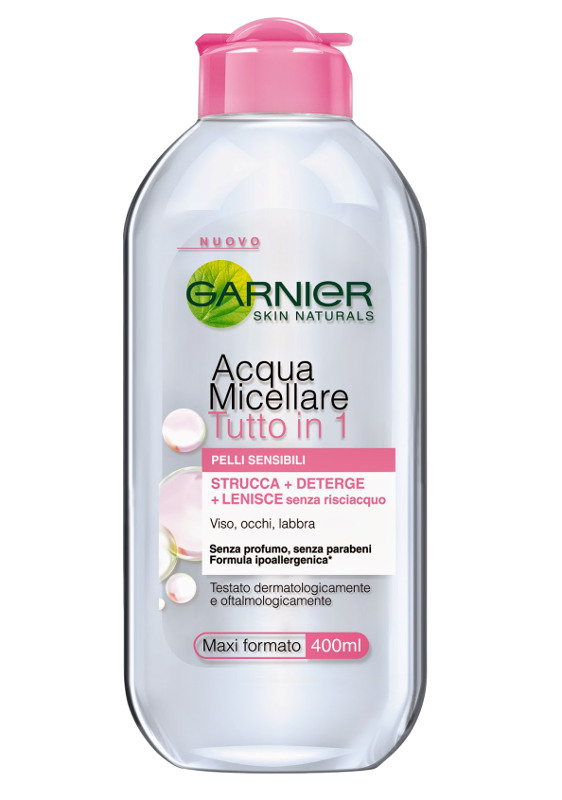 NUOVO
GARNIER
SKIN NATURALS
Acqua
Micellare
Tutto in 1
PELLI SENSIBILI
STRUCCA + DETERGE
+ LENISCE senza risciacquo
Viso, occhi, labbra
Senza profumo, senza parabeni
Formula ipoallergenica*
Testato dermatologicamente
e oftalmologicamente
Maxi formato 400ml